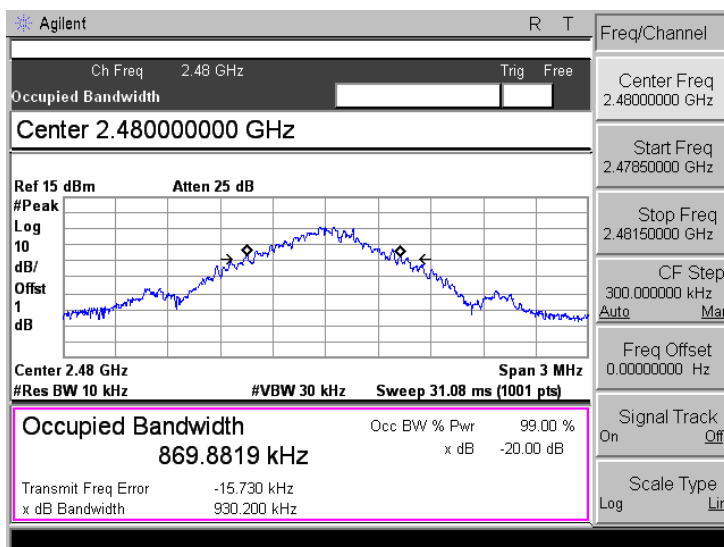 Agilent R T
Ch Freq 2.48 GHz Trig Free
Occupied Bandwidth
Center 2.480000000 GHz
Ref 15 dBm Atten 25 dB
#Peak
Log
10
dB/
Offst
1
dB
Center 2.48 GHz Span 3 MHz
#Res BW 10 kHz #VBW 30 kHz Sweep 31.08 ms (1001 pts)
Occupied Bandwidth
869.8819 kHz
Occ BW % Pwr 99.00 %
x dB -20.00 dB
Transmit Freq Error -15.730 kHz
x dB Bandwidth 930.200 kHz
Freq/Channel
Center Freq
2.48000000 GHz
Start Freq
2.47850000 GHz
Stop Freq
2.48150000 GHz
CF Step
300.000000 kHz
Auto Man
Freq Offset
0.00000000 Hz
Signal Track
On Off
Scale Type
Log Lin